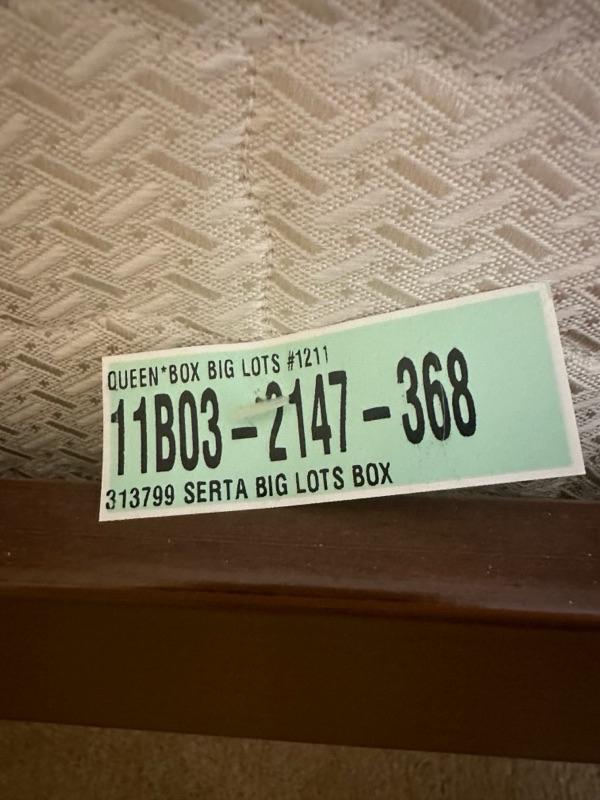 QUEEN*BOX BIG LOTS #1211
11B03-2147-368
313799 SERTA BIG LOTS BOX